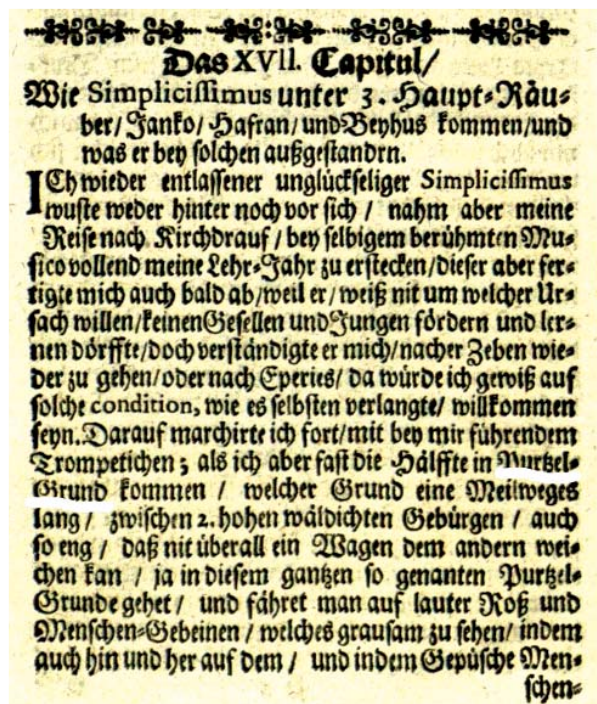 Das XVII. Capitul/
Wie Simplicissimus unter 3. Haupt-Räu-
ber/ Janko/ Hafran/ und Beyhus kommen/ und
was er bey solchen außgestandrn.
ICh wieder entlassener unglückseliger Simplicissimus
wuste weder hinter noch vor sich / nahm aber meine
Reise nach Kirchdrauf / bey selbigem berühmten Mu-
sico vollend meine Lehr-Jahr zu erstecken/ dieser aber fer-
tigte mich auch bald ab/ weil er/ weiß nit um welcher Ur-
sach willen/ keinen Gesellen und Jungen fördern und ler-
nen dörffte/ doch verständigte er mich/ nacher Zeben wie-
der zu gehen/ oder nach Eperies/ da würde ich gewiß auf
solche condition, wie es selbsten verlangte/ willkommen
seyn. Darauf marchirte ich fort/ mit bey mir führendem
Trompetichen; als ich aber fast die Hälffte in Purtzel-
Grund kommen / welcher Grund eine Meilweges
lang / zwischen 2. hohen wäldichten Gebürgen / auch
so eng / daß nit überall ein Wagen dem andern wei-
chen kan / ja in diesem gantzen so genanten Purtzel-
Grunde gehet / und fähret man auf lauter Roß und
Menschen-Gebeinen / welches grausam zu sehen/ indem
auch hin und her auf dem / und in dem Gepüsche Men-
schen-